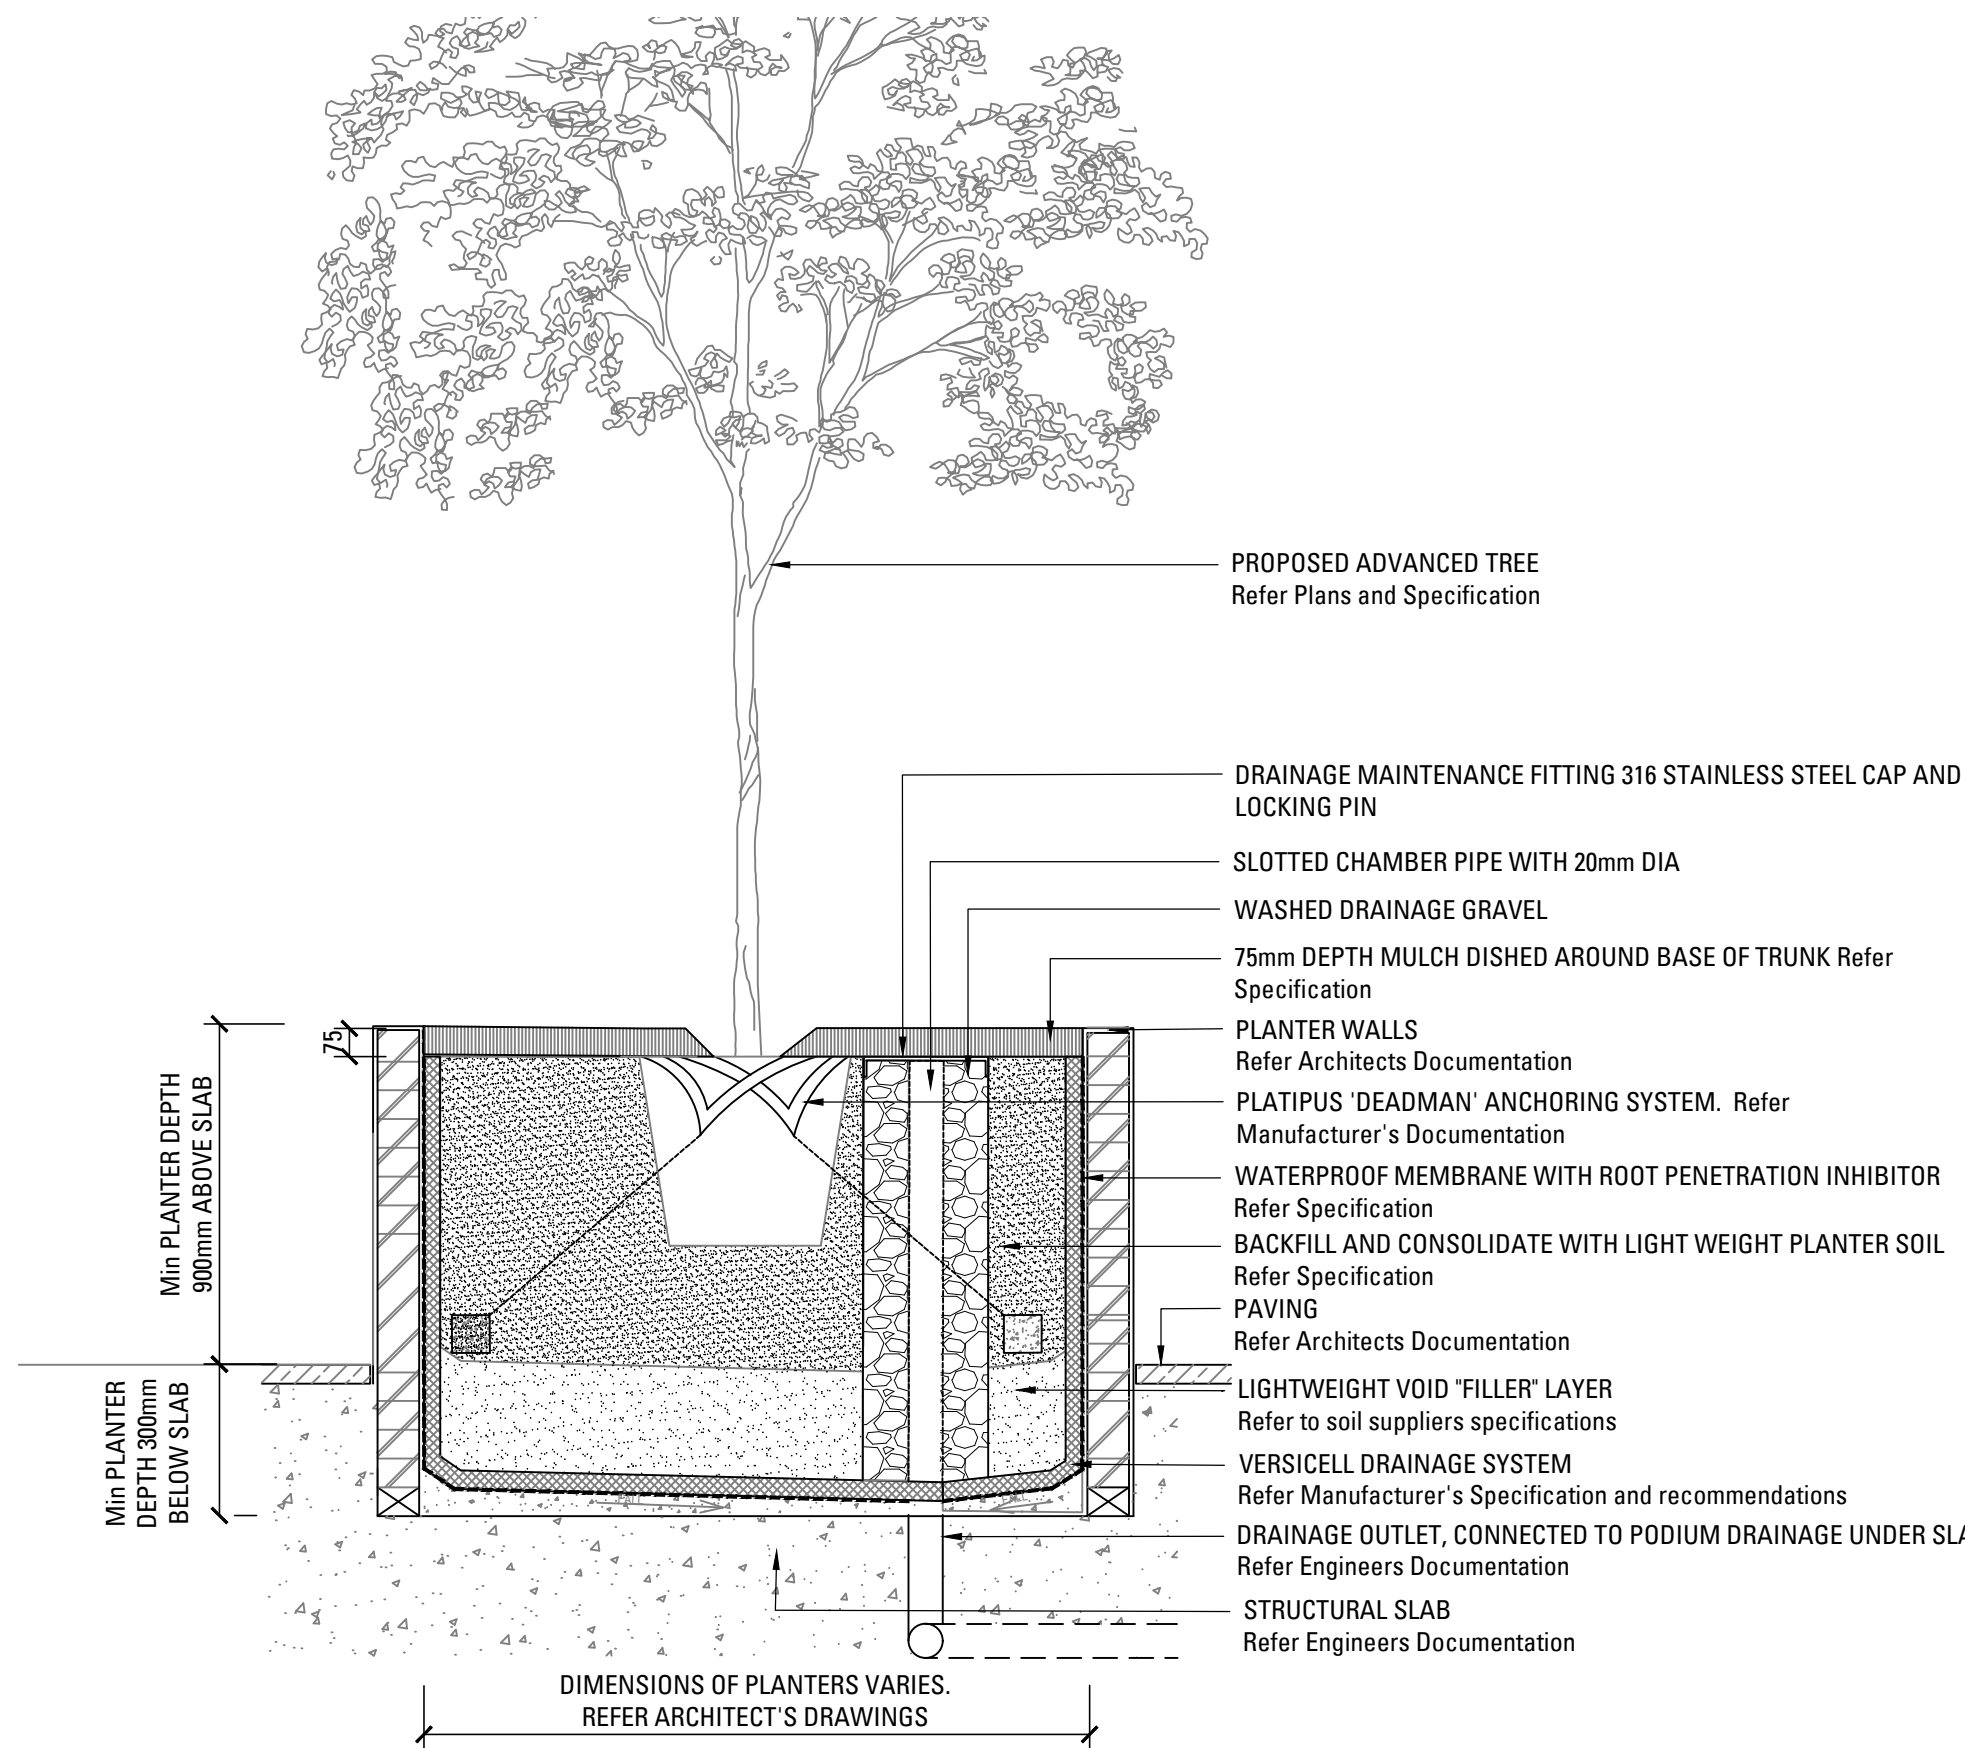 PROPOSED ADVANCED TREE
Refer Plans and Specification
DRAINAGE MAINTENANCE FITTING 316 STAINLESS STEEL CAP AND
LOCKING PIN
SLOTTED CHAMBER PIPE WITH 20mm DIA
WASHED DRAINAGE GRAVEL
75mm DEPTH MULCH DISHED AROUND BASE OF TRUNK Refer
Specification
PLANTER WALLS
Refer Architects Documentation
PLATIPUS 'DEADMAN' ANCHORING SYSTEM. Refer
Manufacturer's Documentation
WATERPROOF MEMBRANE WITH ROOT PENETRATION INHIBITOR
Refer Specification
BACKFILL AND CONSOLIDATE WITH LIGHT WEIGHT PLANTER SOIL
Refer Specification
PAVING
Refer Architects Documentation
LIGHTWEIGHT VOID "FILLER" LAYER
Refer to soil suppliers specifications
VERSICELL DRAINAGE SYSTEM
Refer Manufacturer's Specification and recommendations
DRAINAGE OUTLET, CONNECTED TO PODIUM DRAINAGE UNDER SLA
Refer Engineers Documentation
STRUCTURAL SLAB
Refer Engineers Documentation
75
Min PLANTER DEPTH
900mm ABOVE SLAB
Min PLANTER
DEPTH 300mm
BELOW SLAB
FALL
FALL
DIMENSIONS OF PLANTERS VARIES.
REFER ARCHITECT'S DRAWINGS